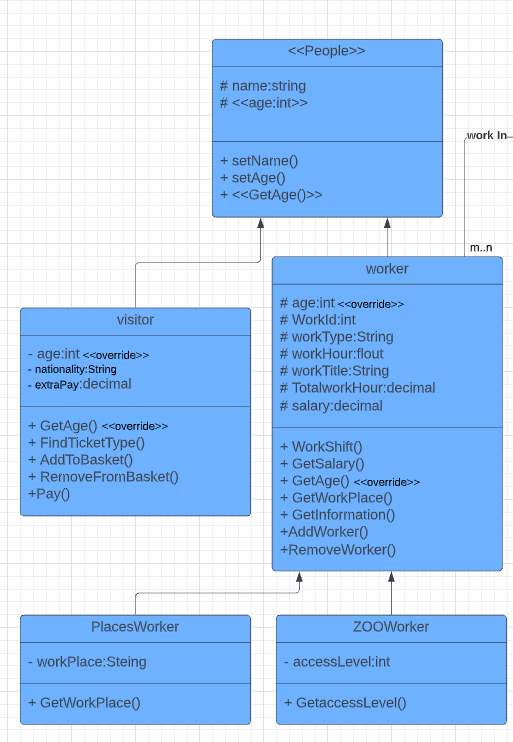 <<People>>
# name:string
# <<age:int>>
+ setName()
+ setAge()
+ <<GetAge()>>
work In
m..n
visitor
- age:int <<override>>
- nationality:String
- extraPay:decimal
+ GetAge() <<override>>
+ FindTicketType()
+ AddToBasket()
+ RemoveFromBasket()
+Pay()
worker
# age:int <<override>>
# WorkId:int
# workType:String
# workHour:flout
# workTitle:String
# TotalworkHour:decimal
# salary:decimal
+ WorkShift()
+ GetSalary()
+ GetAge() <<override>>
+ GetWorkPlace()
+ GetInformation()
+AddWorker()
+RemoveWorker()
PlacesWorker
- workPlace:Steing
+ GetWorkPlace()
ZOOWorker
- accessLevel:int
+ GetaccessLevel()